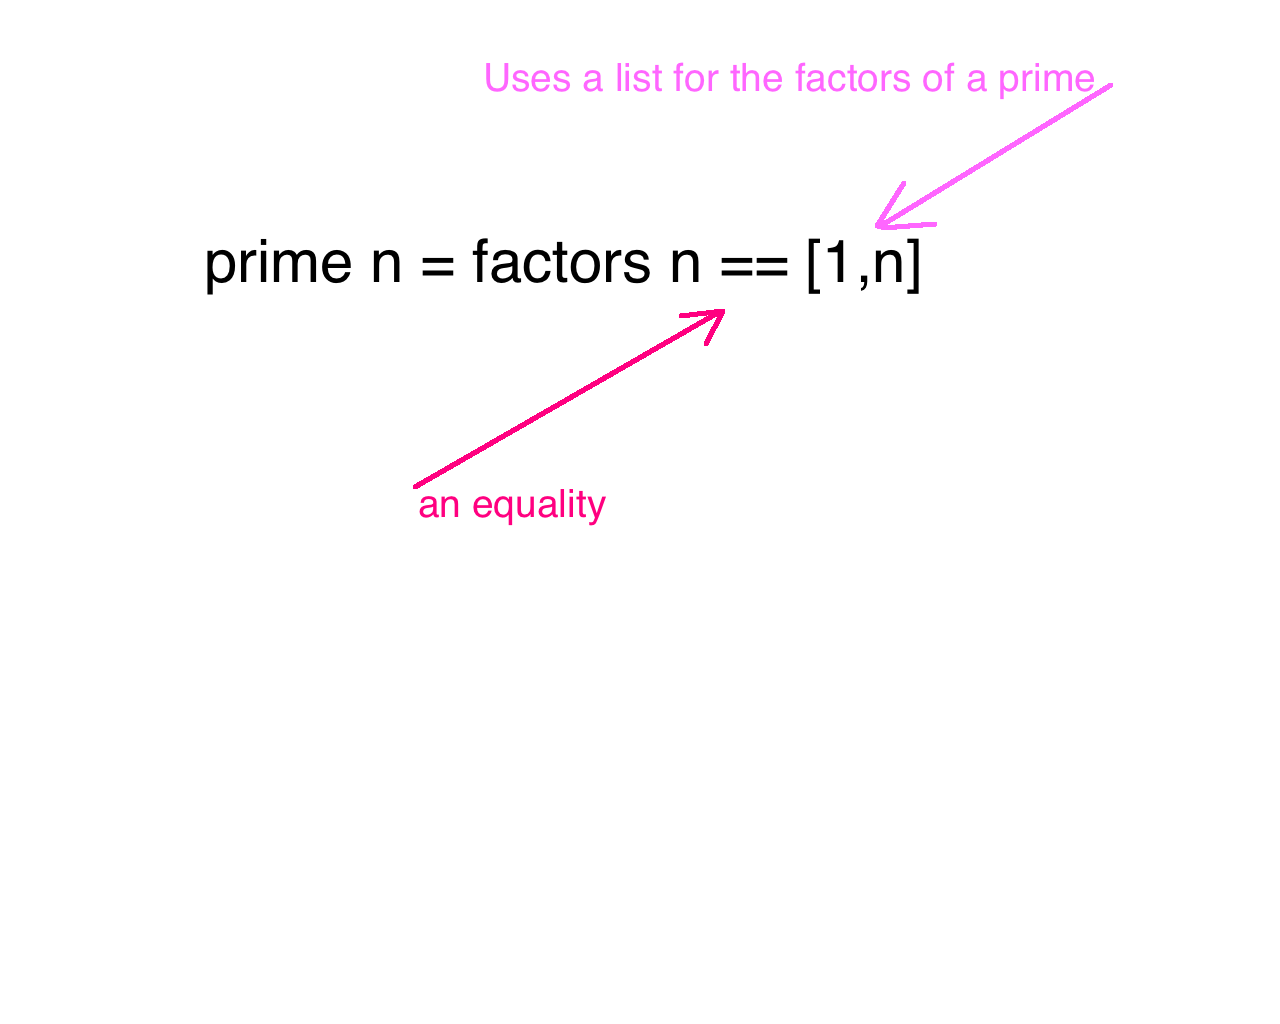 Uses a list for the factors of a prime
prime n = factors n == [1,n]
an equality